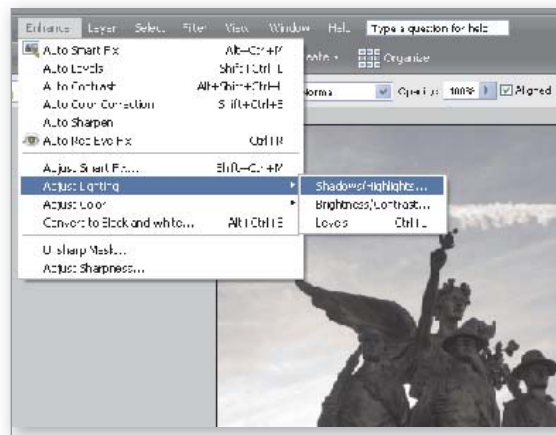 Enhance Layer Select Filter View Window Help Type a question for help
Organize
Auto Smart Fix Alt+Ctrl+M
Auto Levels Shift+Ctrl+L
Auto Contrast Alt+Shift+Ctrl+L
Auto Color Correction Shift+Ctrl+B
Opacity: 100% Aligned
Auto Sharpen
Auto Red Eye Fix Ctrl+R
Adjust Smart Fix... Shift+Ctrl+M
Adjust Lighting Shadows/Highlights...
Adjust Color Brightness/Contrast...
Convert to Black and White... Alt+Ctrl+B Levels Ctrl+L
Unsharp Mask...
Adjust Sharpness...